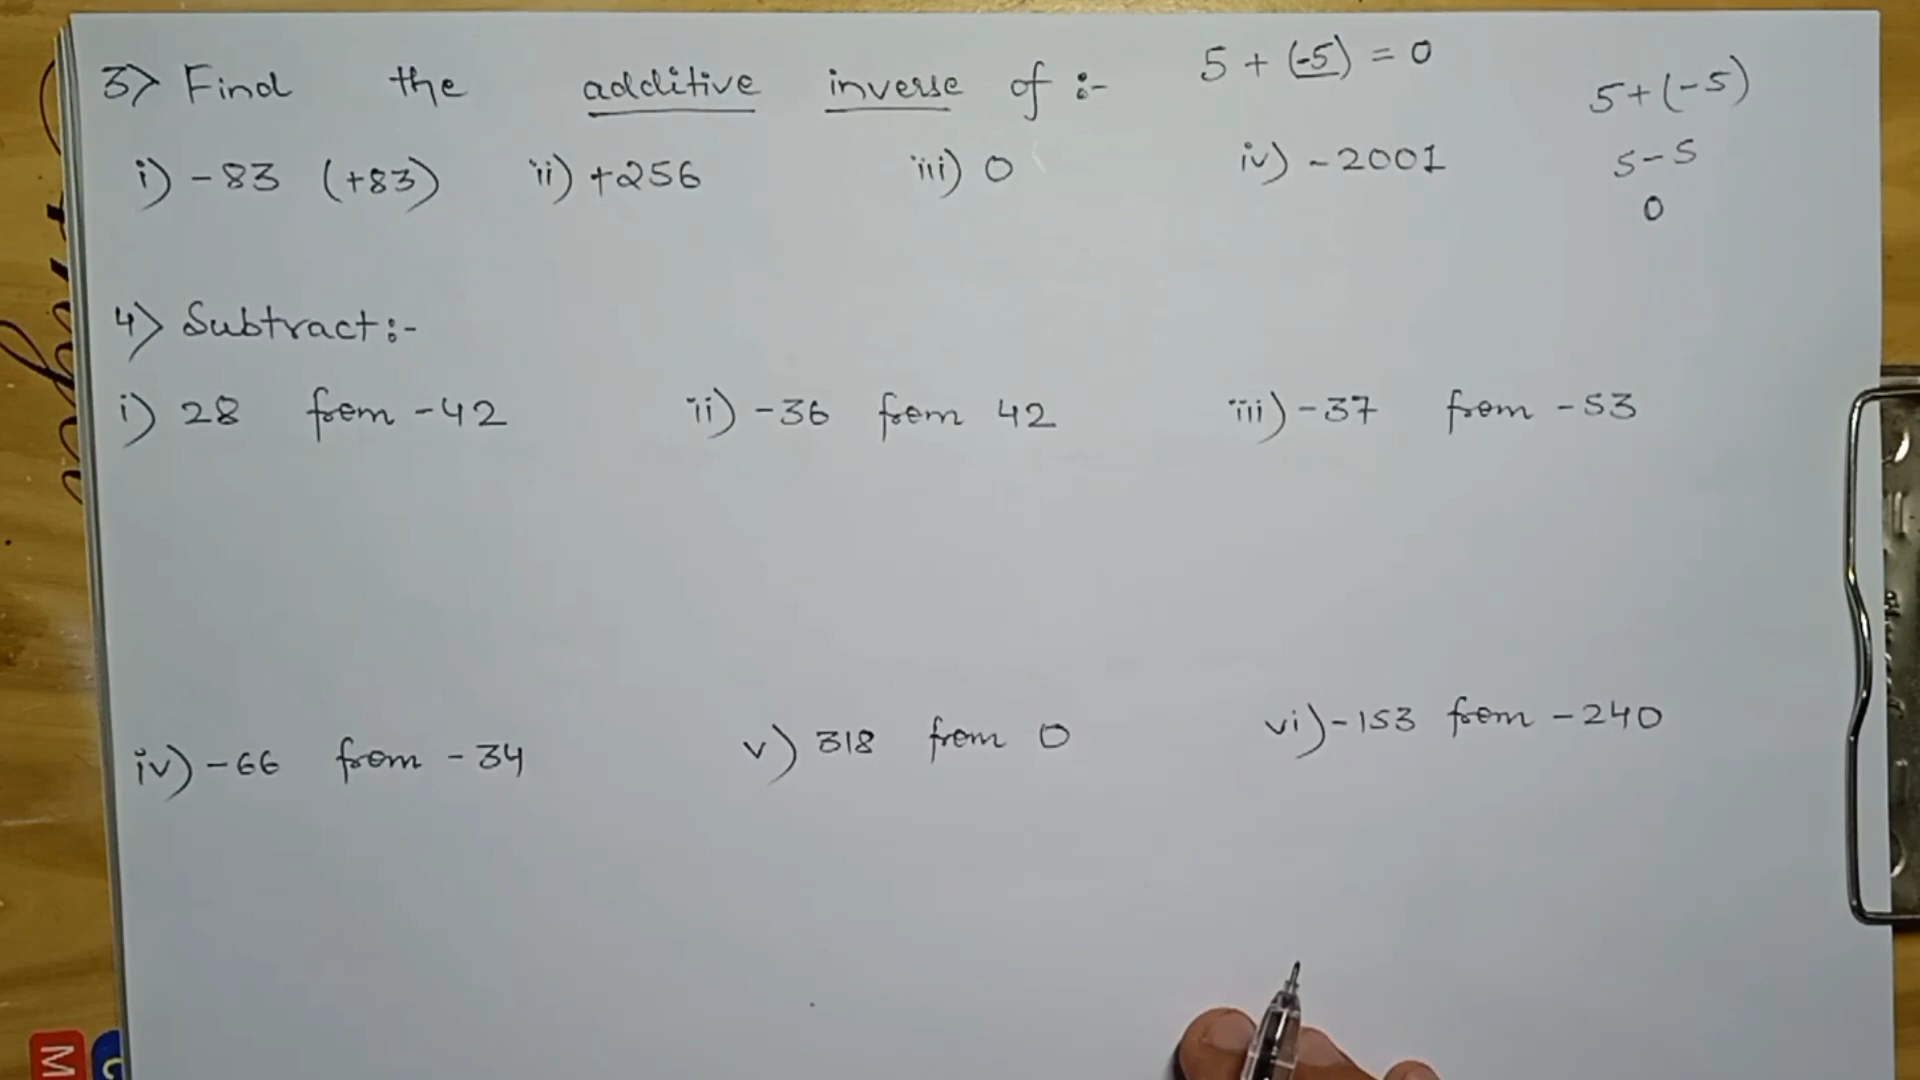 3> Find the additive inverse of :- 5 + (-5) = 0
5+(-5)
i) -83 (+83) ii) +256 iii) 0 iv) -2001
5-5
0
4> Subtract:-
i) 28 from -42 ii) -36 from 42 iii) -37 from -53
iv) -66 from -34 v) 318 from 0 vi) -153 from -240
M